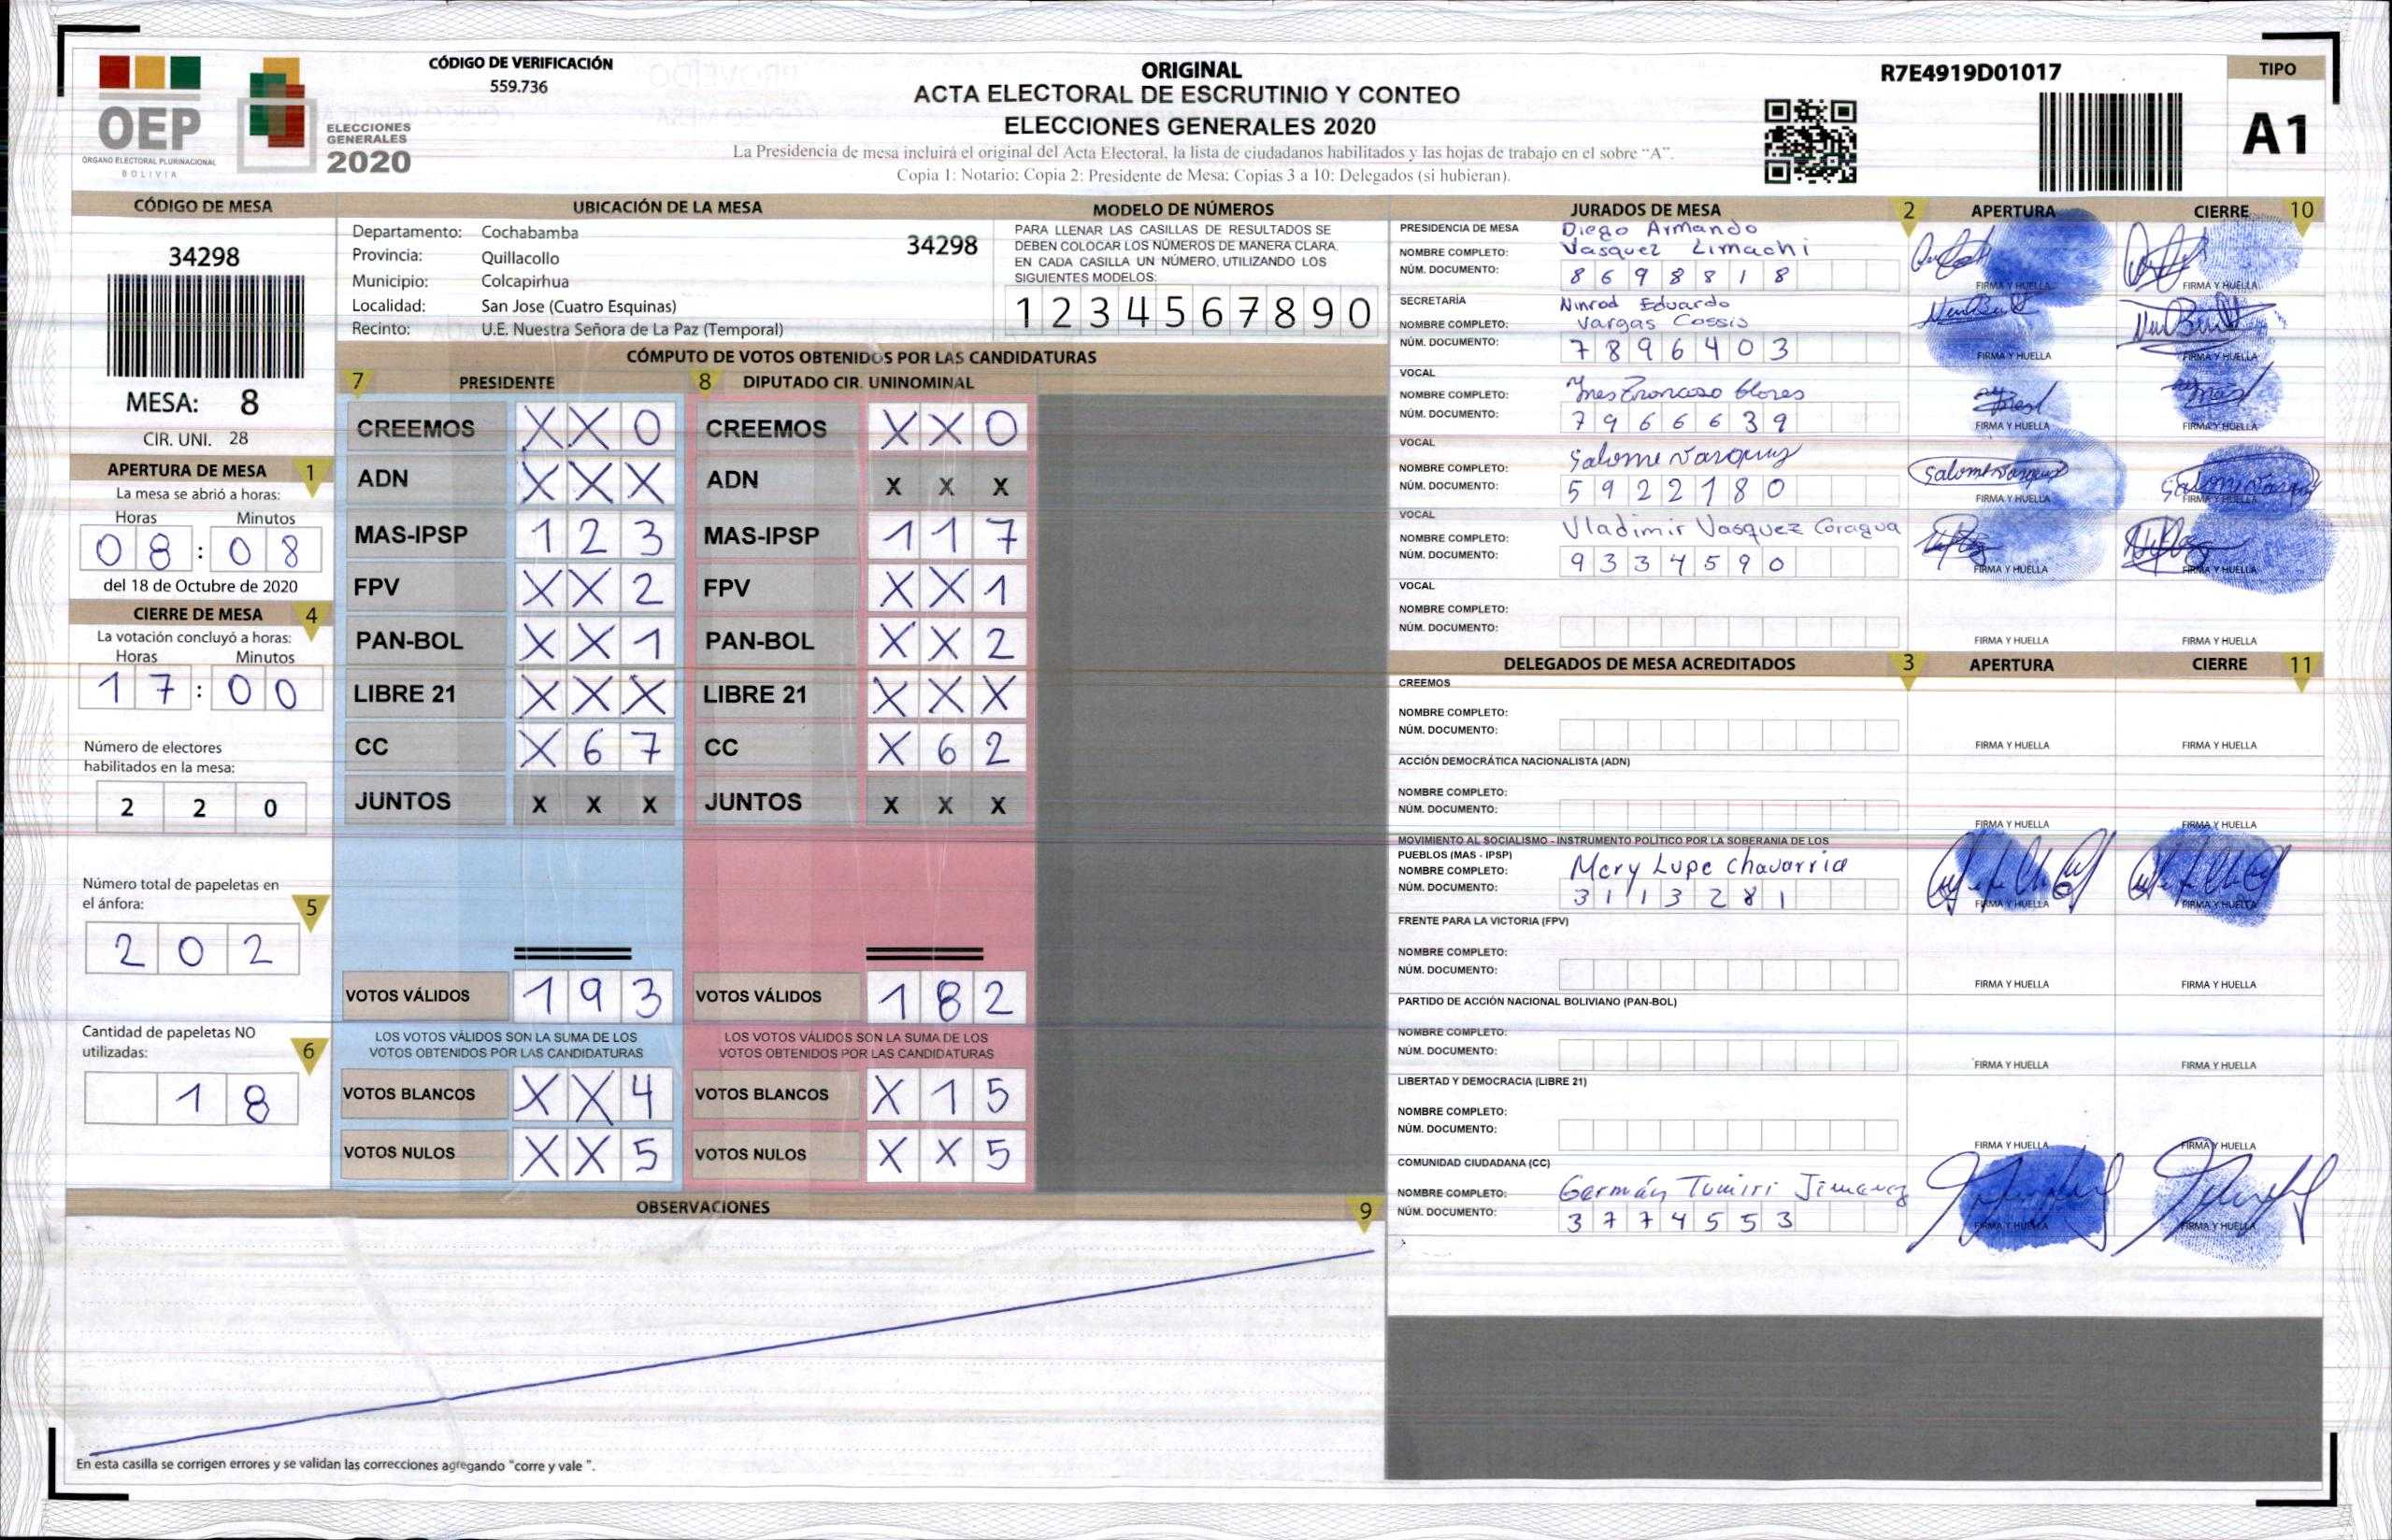 OEP
ÓRGANO ELECTORAL PLURINACIONAL
BOLIVIA
ELECCIONES
GENERALES
2020
CÓDIGO DE VERIFICACIÓN
559.736
ORIGINAL
ACTA ELECTORAL DE ESCRUTINIO Y CONTEO
ELECCIONES GENERALES 2020
La Presidencia de mesa incluirá el original del Acta Electoral, la lista de ciudadanos habilitados y las hojas de trabajo en el sobre "A".
Copia 1: Notario; Copia 2: Presidente de Mesa; Copias 3 a 10: Delegados (si hubieran).
R7E4919D01017
TIPO
A1
CÓDIGO DE MESA
34298
MESA: 8
CIR. UNI. 28
APERTURA DE MESA 1
La mesa se abrió a horas:
Horas Minutos
08:08
del 18 de Octubre de 2020
CIERRE DE MESA 4
La votación concluyó a horas:
Horas Minutos
17:00
Número de electores
habilitados en la mesa:
2 2 0
Número total de papeletas en
el ánfora: 5
2 0 2
Cantidad de papeletas NO
utilizadas: 6
1 8
UBICACIÓN DE LA MESA
Departamento: Cochabamba
34298
Provincia: Quillacollo
Municipio: Colcapirhua
Localidad: San Jose (Cuatro Esquinas)
Recinto: U.E. Nuestra Señora de La Paz (Temporal)
MODELO DE NÚMEROS
PARA LLENAR LAS CASILLAS DE RESULTADOS SE
DEBEN COLOCAR LOS NÚMEROS DE MANERA CLARA.
EN CADA CASILLA UN NÚMERO, UTILIZANDO LOS
SIGUIENTES MODELOS:
1 2 3 4 5 6 7 8 9 0
CÓMPUTO DE VOTOS OBTENIDOS POR LAS CANDIDATURAS
7 PRESIDENTE 8 DIPUTADO CIR. UNINOMINAL
CREEMOS X X 0 CREEMOS X X 0
ADN X X X ADN X X X
MAS-IPSP 1 2 3 MAS-IPSP 1 1 7
FPV X X 2 FPV X X 1
PAN-BOL X X 1 PAN-BOL X X 2
LIBRE 21 X X X LIBRE 21 X X X
CC X 6 7 CC X 6 2
JUNTOS X X X JUNTOS X X X
VOTOS VÁLIDOS 1 9 3 VOTOS VÁLIDOS 1 8 2
LOS VOTOS VÁLIDOS SON LA SUMA DE LOS LOS VOTOS VÁLIDOS SON LA SUMA DE LOS
VOTOS OBTENIDOS POR LAS CANDIDATURAS VOTOS OBTENIDOS POR LAS CANDIDATURAS
VOTOS BLANCOS X X 4 VOTOS BLANCOS X 1 5
VOTOS NULOS X X 5 VOTOS NULOS X X 5
OBSERVACIONES 9
En esta casilla se corrigen errores y se validan las correcciones agregando "corre y vale ".
JURADOS DE MESA 2 APERTURA CIERRE 10
PRESIDENCIA DE MESA Diego Armando
NOMBRE COMPLETO: Vasquez Limachi
NÚM. DOCUMENTO: 8 6 9 8 8 1 8
FIRMA Y HUELLA FIRMA Y HUELLA
SECRETARÍA Ninrod Eduardo
NOMBRE COMPLETO: Vargas Cossis
NÚM. DOCUMENTO: 7 8 9 6 4 0 3
FIRMA Y HUELLA FIRMA Y HUELLA
VOCAL
NOMBRE COMPLETO: Ines
NÚM. DOCUMENTO: 7 9 6 6 6 3 9
FIRMA Y HUELLA FIRMA Y HUELLA
VOCAL
NOMBRE COMPLETO: Salome Vasquez
NÚM. DOCUMENTO: 5 9 2 2 1 8 0
FIRMA Y HUELLA FIRMA Y HUELLA
VOCAL
NOMBRE COMPLETO: Vladimir Vasquez Coragua
NÚM. DOCUMENTO: 9 3 3 4 5 9 0
FIRMA Y HUELLA FIRMA Y HUELLA
VOCAL
NOMBRE COMPLETO:
NÚM. DOCUMENTO:
FIRMA Y HUELLA FIRMA Y HUELLA
DELEGADOS DE MESA ACREDITADOS 3 APERTURA CIERRE 11
CREEMOS
NOMBRE COMPLETO:
NÚM. DOCUMENTO:
FIRMA Y HUELLA FIRMA Y HUELLA
ACCIÓN DEMOCRÁTICA NACIONALISTA (ADN)
NOMBRE COMPLETO:
NÚM. DOCUMENTO:
FIRMA Y HUELLA FIRMA Y HUELLA
MOVIMIENTO AL SOCIALISMO - INSTRUMENTO POLÍTICO POR LA SOBERANIA DE LOS
PUEBLOS (MAS - IPSP)
NOMBRE COMPLETO: Mery Lupe Chavarria
NÚM. DOCUMENTO: 3 1 1 3 2 8 1
FIRMA Y HUELLA FIRMA Y HUELLA
FRENTE PARA LA VICTORIA (FPV)
NOMBRE COMPLETO:
NÚM. DOCUMENTO:
FIRMA Y HUELLA FIRMA Y HUELLA
PARTIDO DE ACCIÓN NACIONAL BOLIVIANO (PAN-BOL)
NOMBRE COMPLETO:
NÚM. DOCUMENTO:
FIRMA Y HUELLA FIRMA Y HUELLA
LIBERTAD Y DEMOCRACIA (LIBRE 21)
NOMBRE COMPLETO:
NÚM. DOCUMENTO:
FIRMA Y HUELLA FIRMA Y HUELLA
COMUNIDAD CIUDADANA (CC)
NOMBRE COMPLETO: Germán Tumiri Jimenez
NÚM. DOCUMENTO: 3 7 7 4 5 5 3
FIRMA Y HUELLA FIRMA Y HUELLA